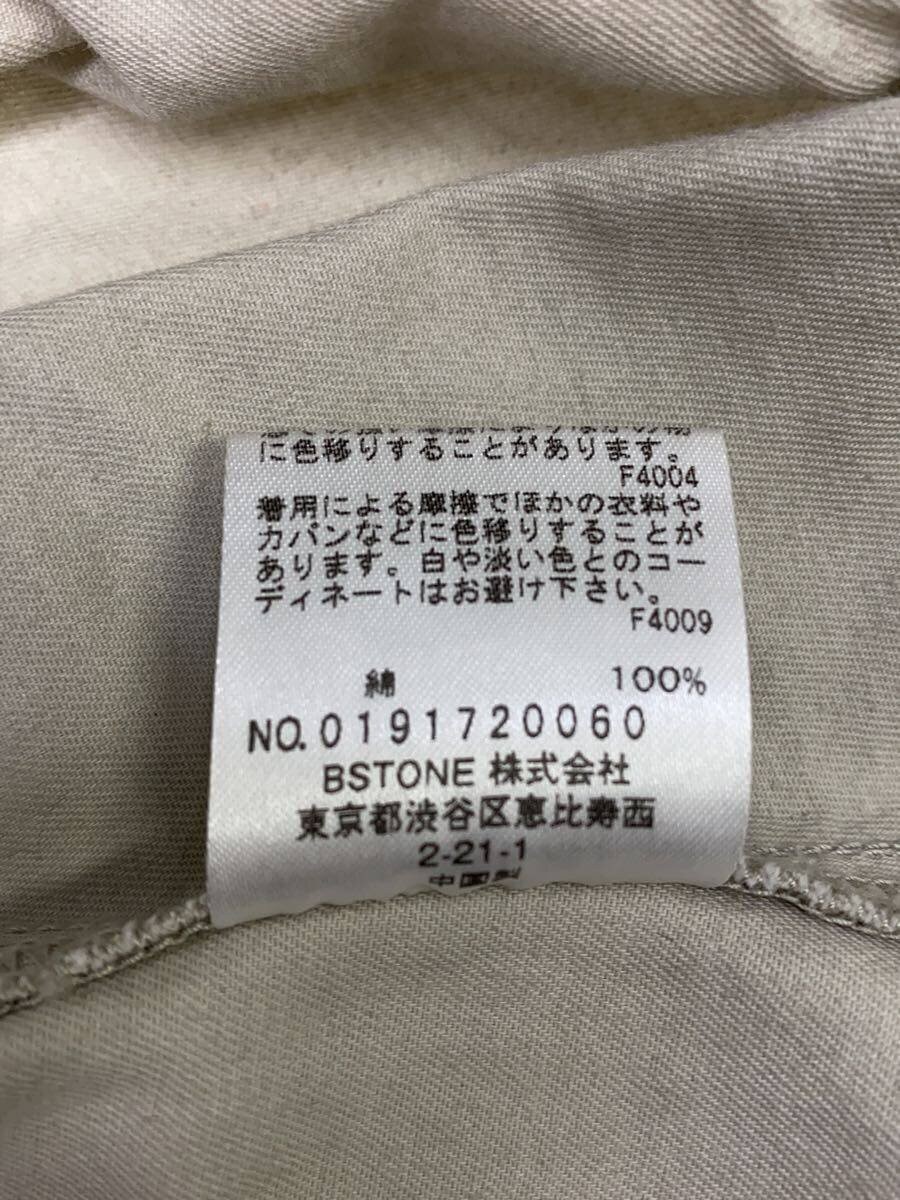 に色移りすることがあります。
F4004
着用による摩擦でほかの衣料や
カバンなどに色移りすることが
あります。白や淡い色とのコー
ディネートはお避け下さい。
F4009
綿 100%
NO.0191720060
BSTONE 株式会社
東京都渋谷区恵比寿西
2-21-1
中国製